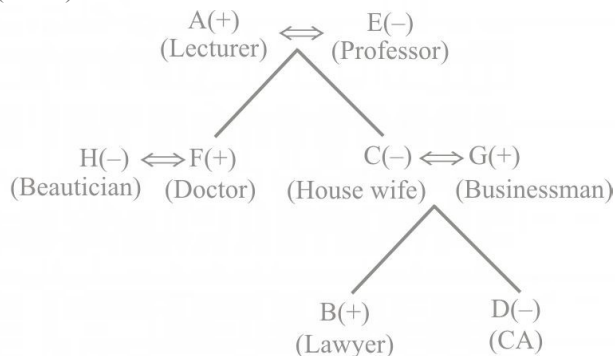 A(+) ⟺ E(–)
(Lecturer) (Professor)
H(–) ⟺ F(+) C(–) ⟺ G(+)
(Beautician) (Doctor) (House wife) (Businessman)
B(+) D(–)
(Lawyer) (CA)